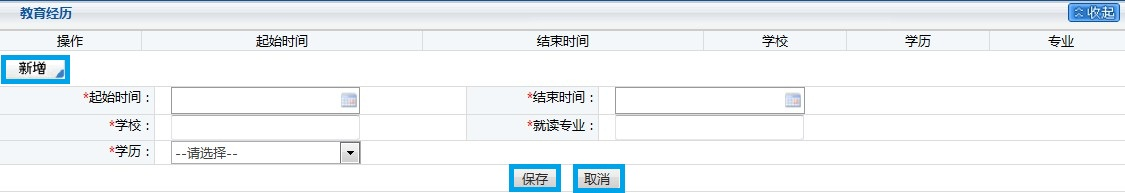 教育经历 收起
操作 起始时间 结束时间 学校 学历 专业
新增
*起始时间： *结束时间：
*学校： *就读专业：
*学历： --请选择--
保存 取消